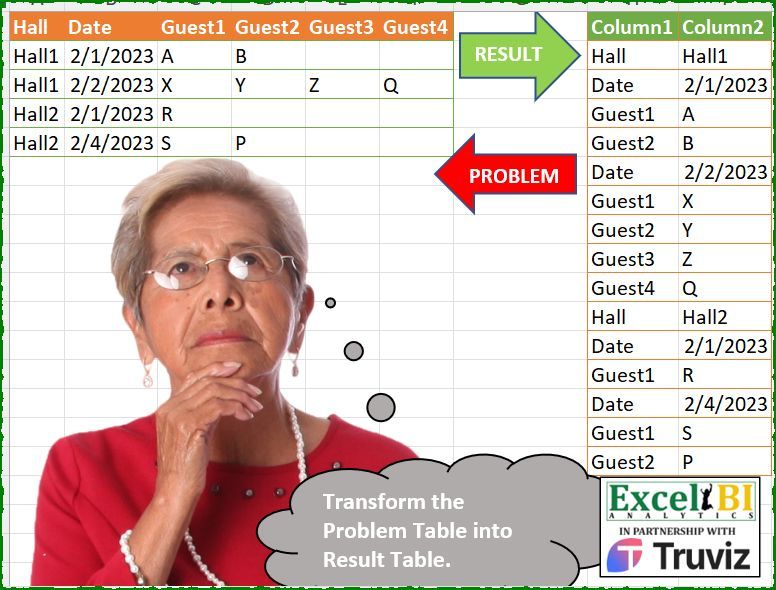 Hall Date Guest1 Guest2 Guest3 Guest4
Hall1 2/1/2023 A B
Hall1 2/2/2023 X Y Z Q
Hall2 2/1/2023 R
Hall2 2/4/2023 S P
RESULT
PROBLEM
Column1 Column2
Hall Hall1
Date 2/1/2023
Guest1 A
Guest2 B
Date 2/2/2023
Guest1 X
Guest2 Y
Guest3 Z
Guest4 Q
Hall Hall2
Date 2/1/2023
Guest1 R
Date 2/4/2023
Guest1 S
Guest2 P
Transform the
Problem Table into
Result Table.
Excel BI
ANALYTICS
IN PARTNERSHIP WITH
Truviz